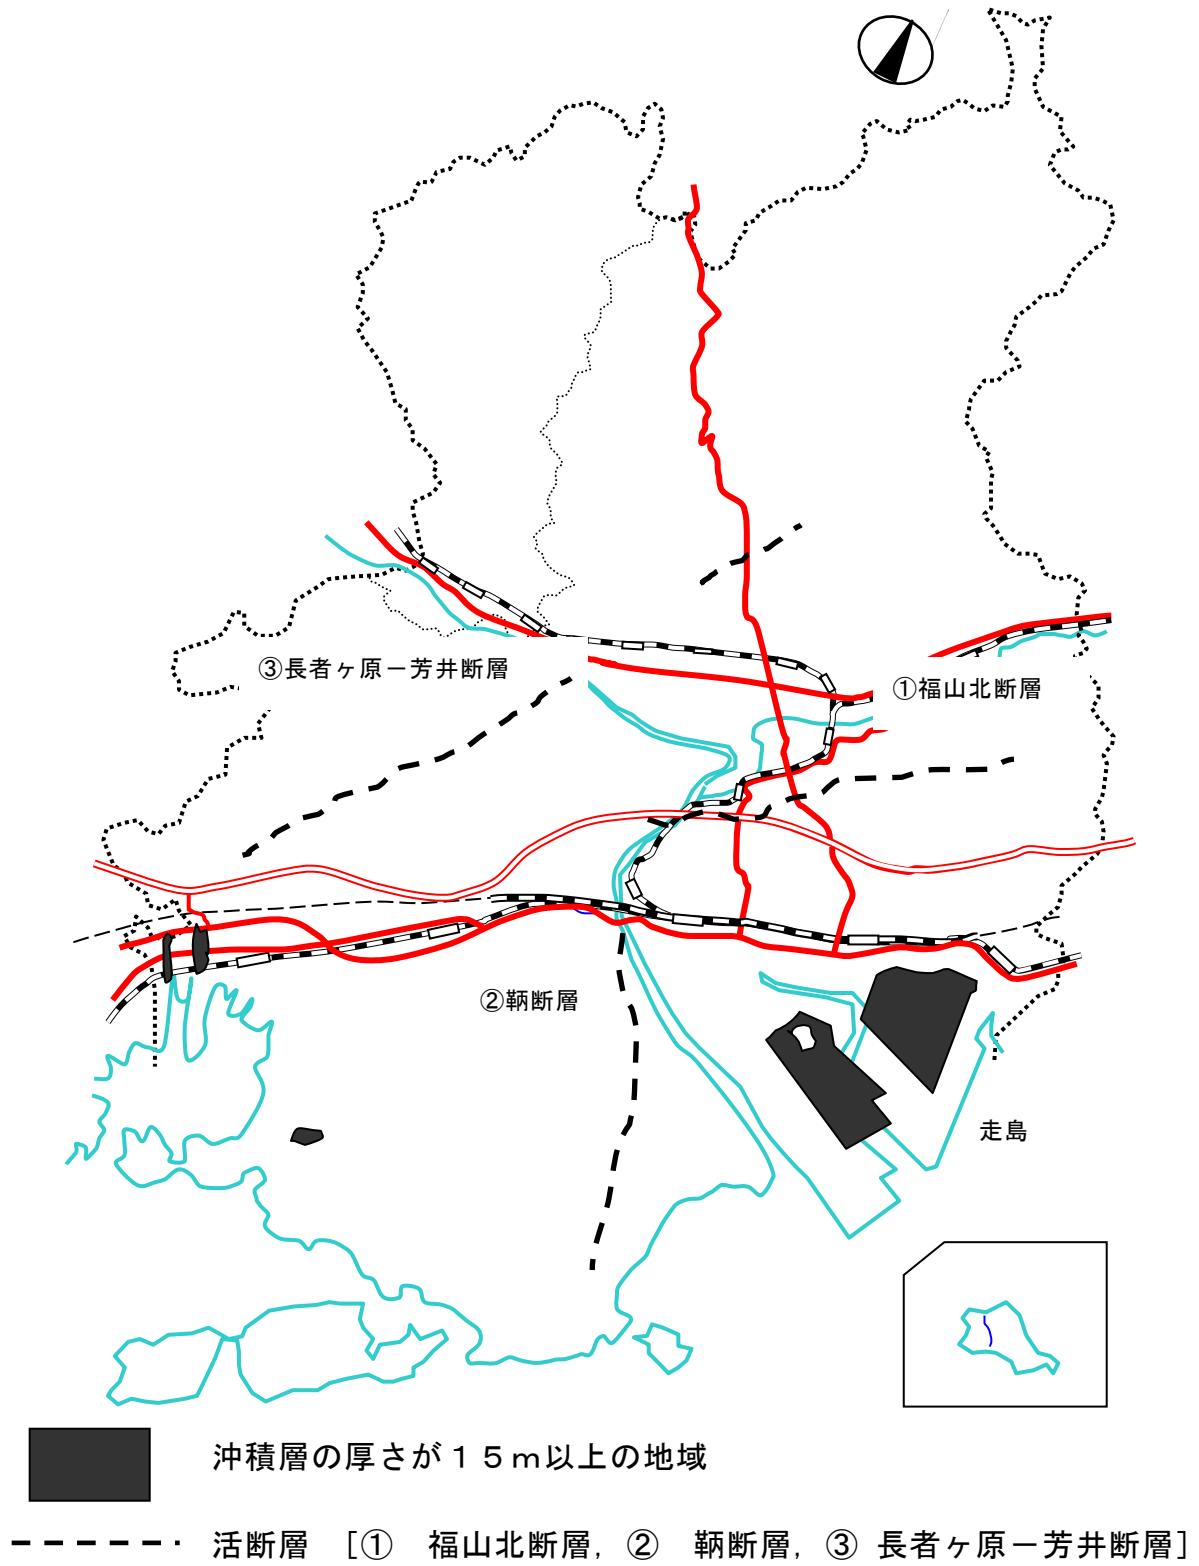 ③長者ヶ原－芳井断層
①福山北断層
②鞆断層
走島
沖積層の厚さが１５ｍ以上の地域
活断層　[①　福山北断層，②　鞆断層，③ 長者ヶ原－芳井断層]